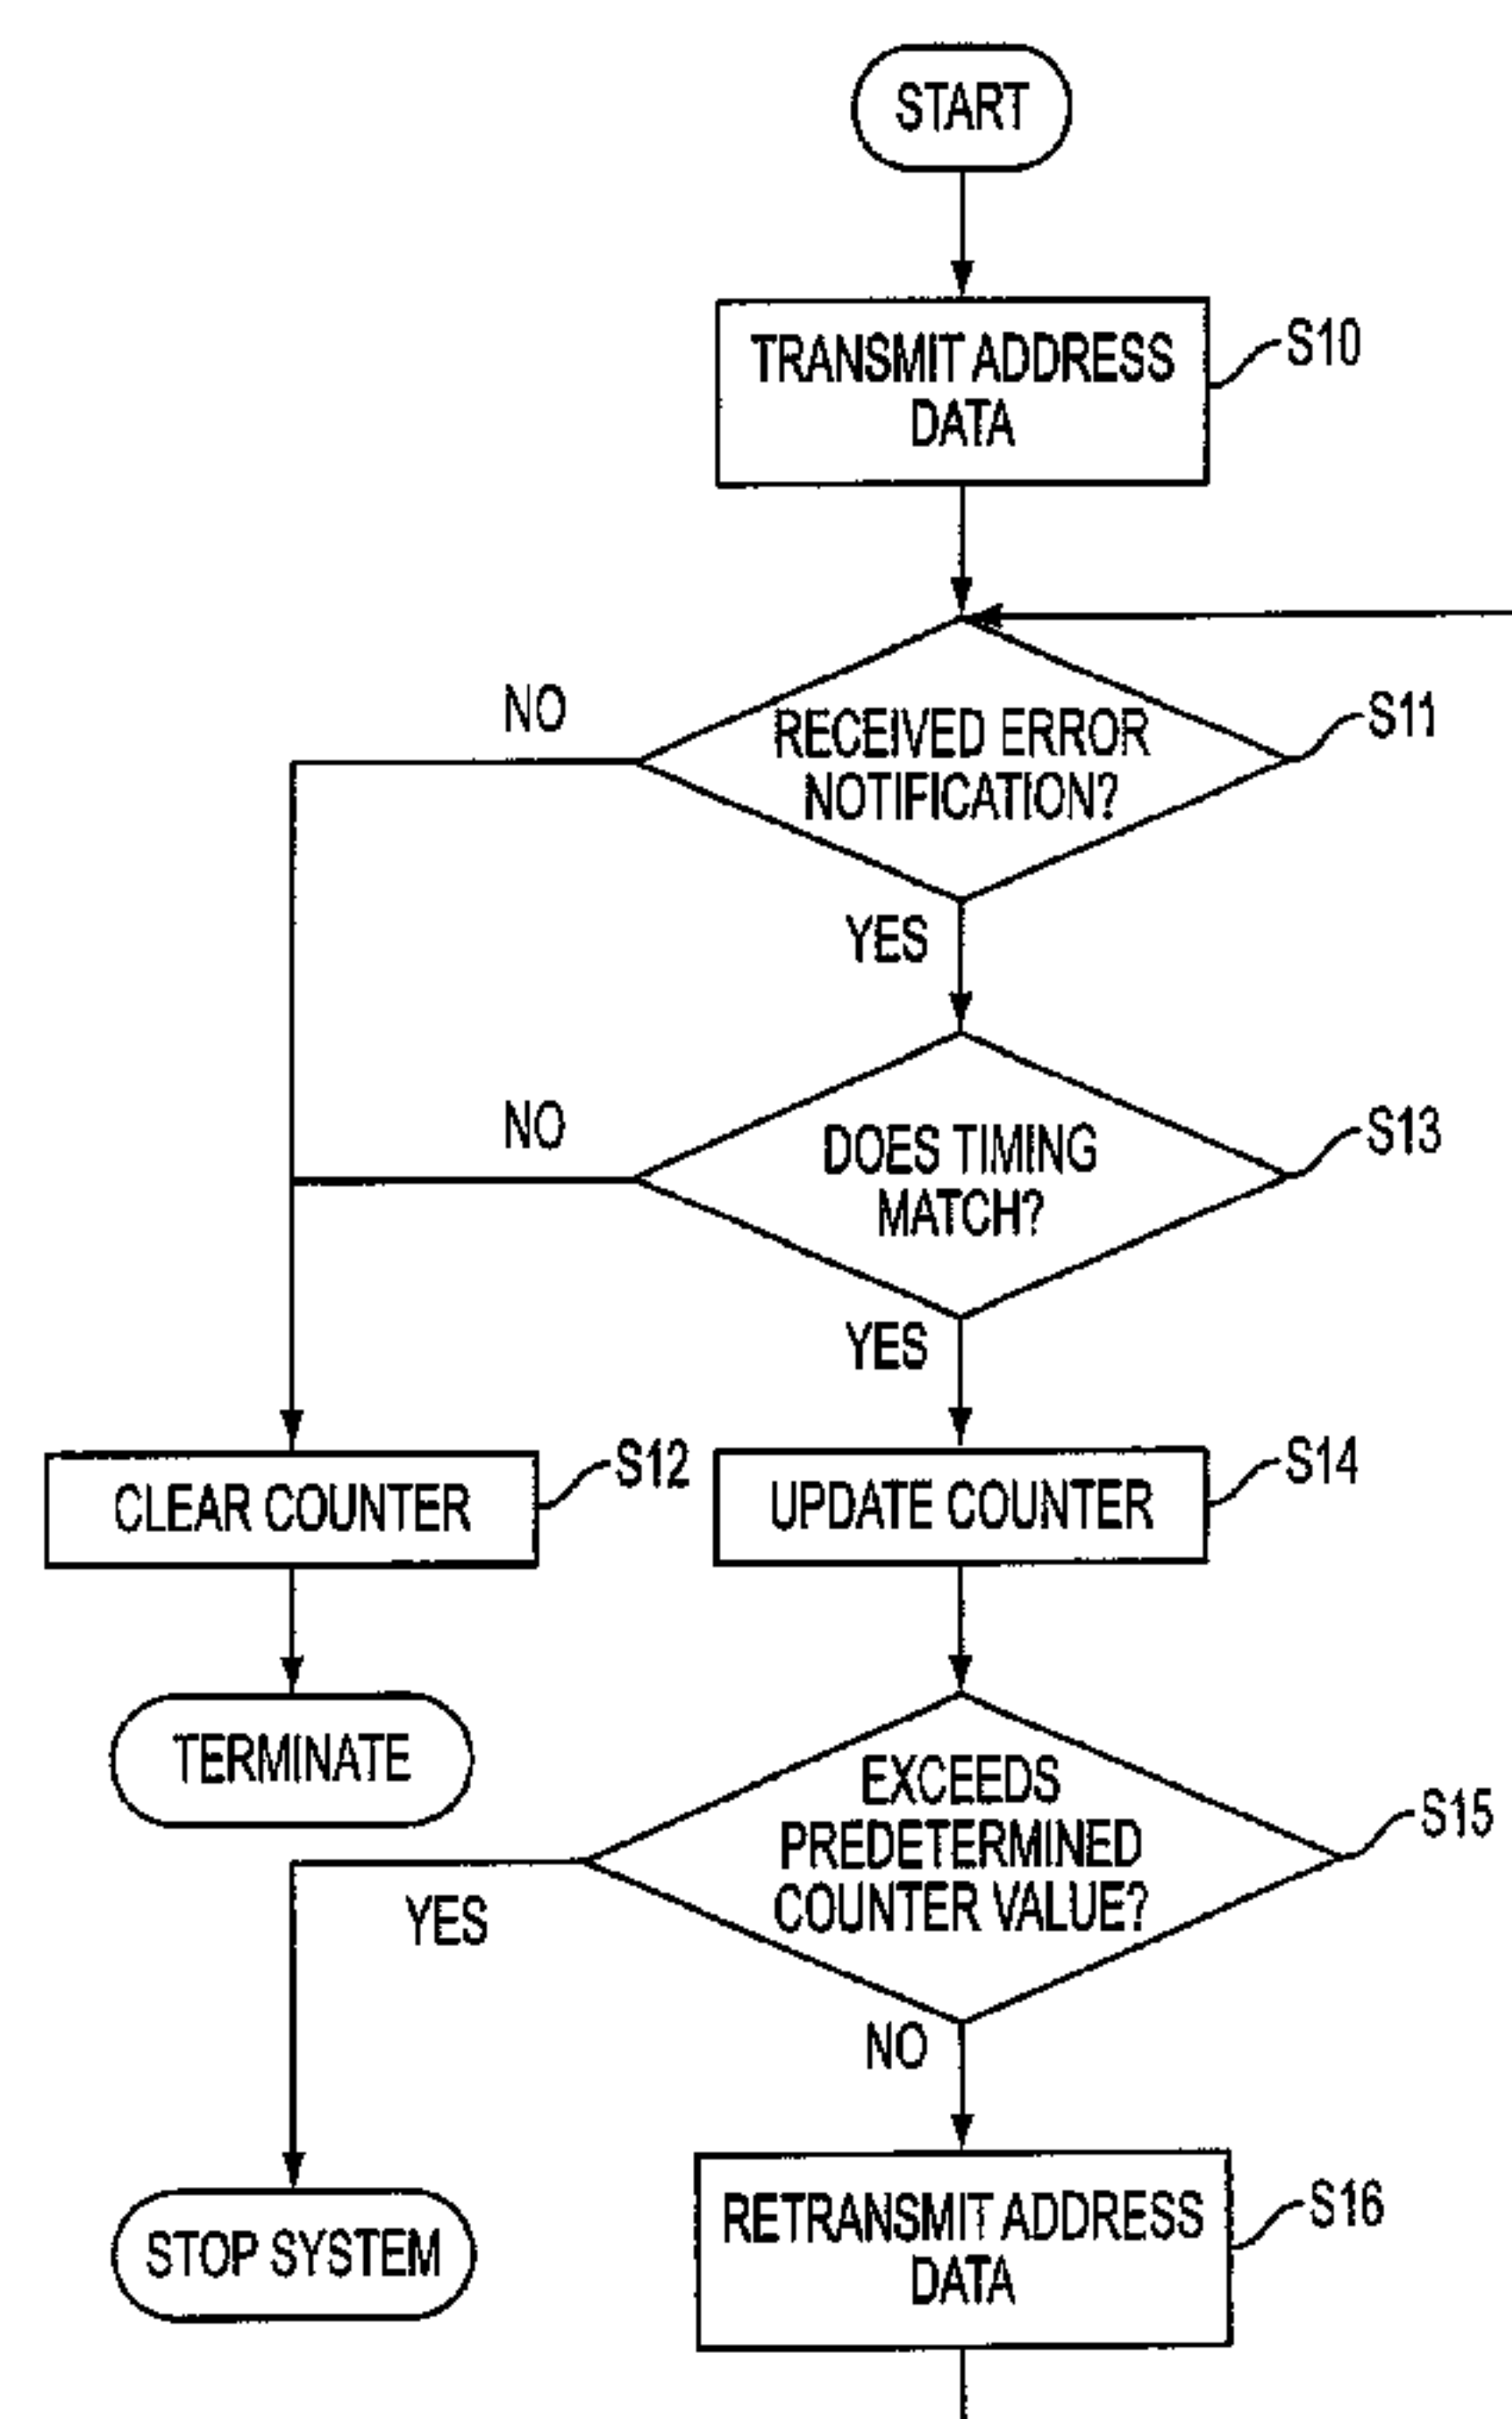 START
TRANSMIT ADDRESS
DATA
S10
NO
RECEIVED ERROR
NOTIFICATION?
S11
YES
NO
DOES TIMING
MATCH?
S13
YES
CLEAR COUNTER
S12
UPDATE COUNTER
S14
TERMINATE
EXCEEDS
PREDETERMINED
COUNTER VALUE?
S15
YES
NO
STOP SYSTEM
RETRANSMIT ADDRESS
DATA
S16